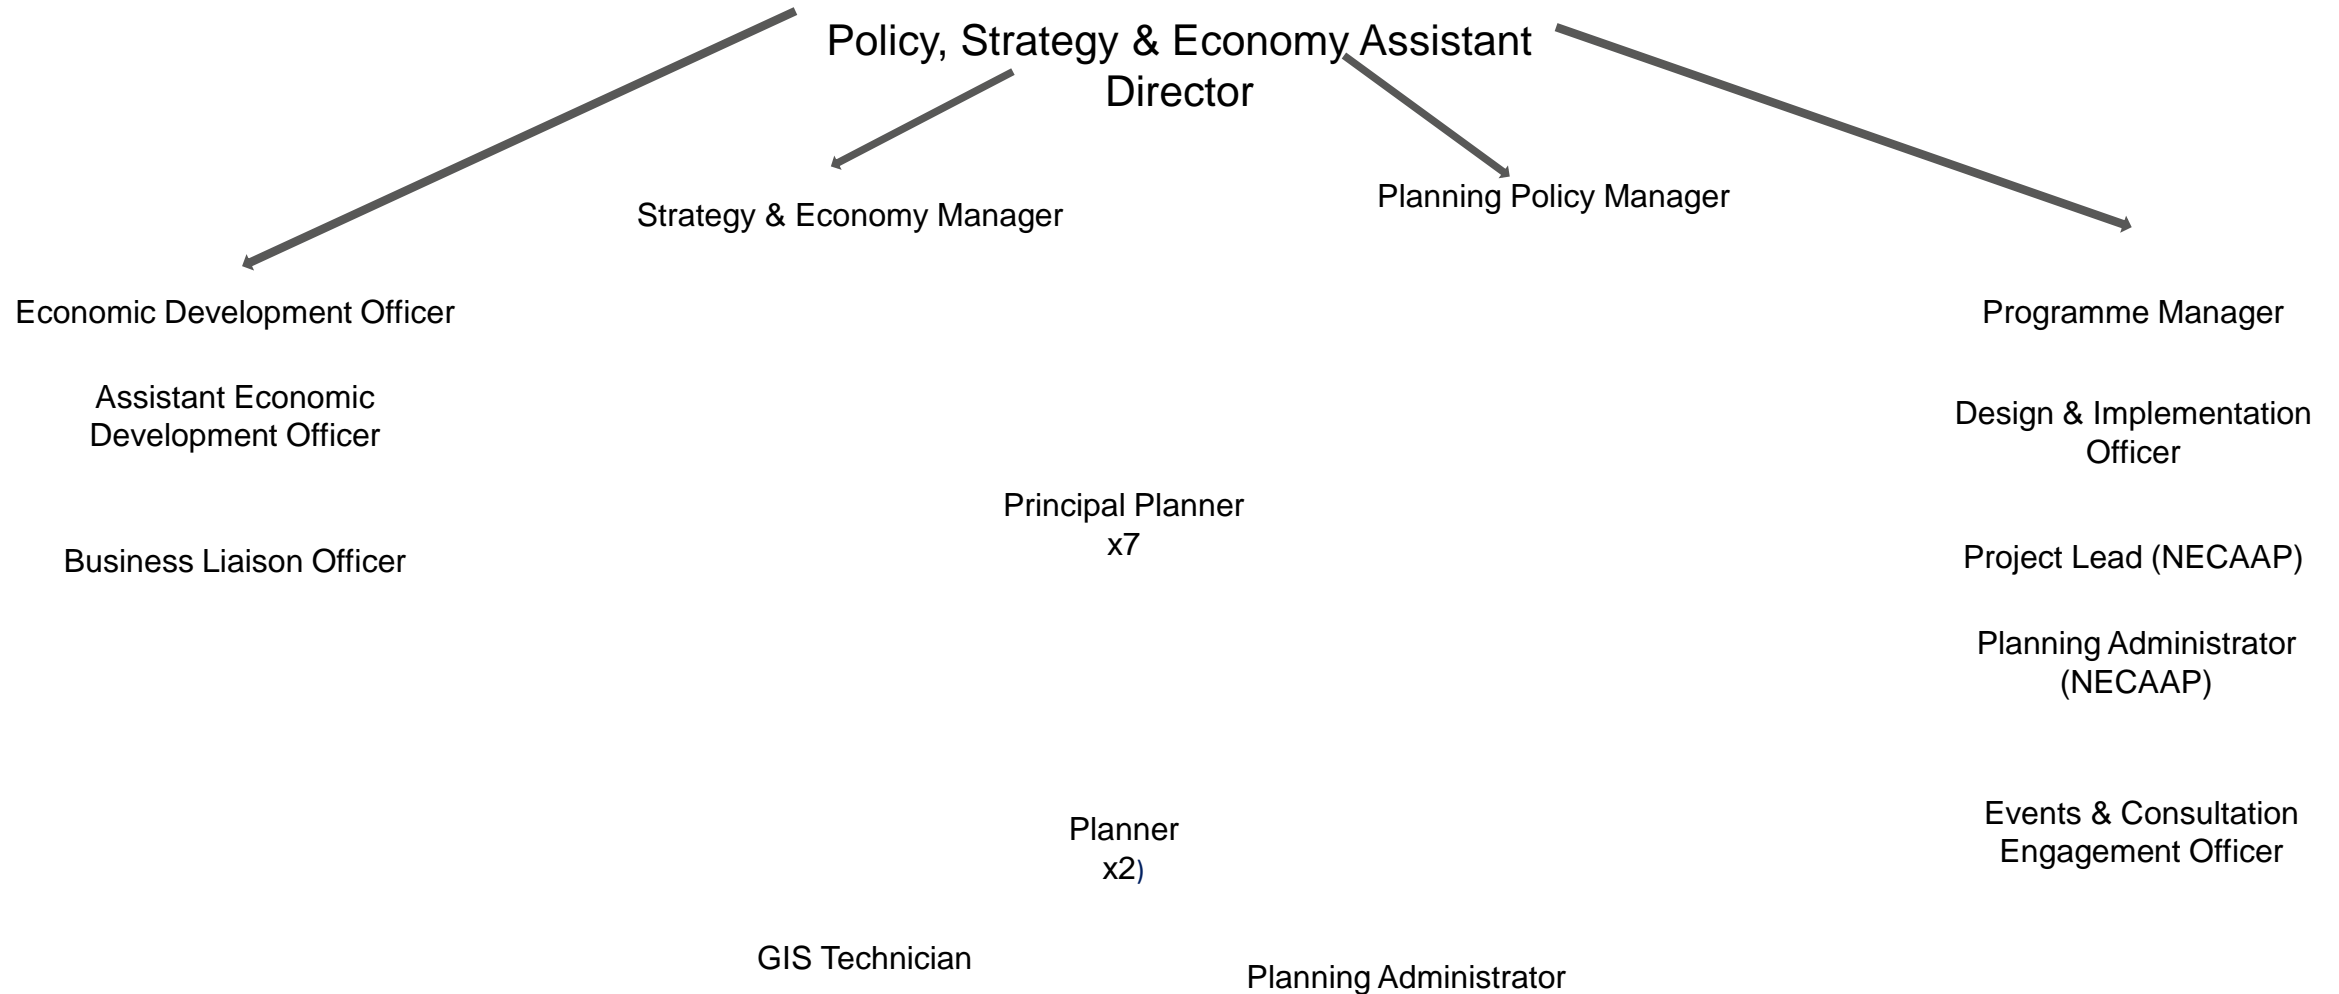 Policy, Strategy & Economy Assistant
Director
Strategy & Economy Manager
Planning Policy Manager
Economic Development Officer
Programme Manager
Assistant Economic
Development Officer
Design & Implementation
Officer
Principal Planner
x7
Business Liaison Officer
Project Lead (NECAAP)
Planning Administrator
(NECAAP)
Planner
x2)
Events & Consultation
Engagement Officer
GIS Technician
Planning Administrator